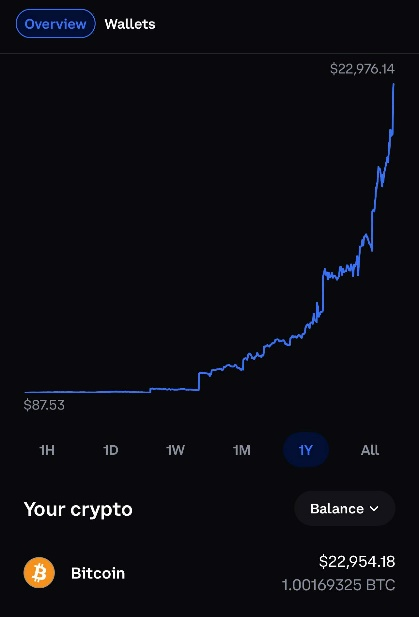 Overview Wallets
$22,976.14
$87.53
1H 1D 1W 1M 1Y All
Your crypto Balance
Bitcoin $22,954.18
1.00169325 BTC